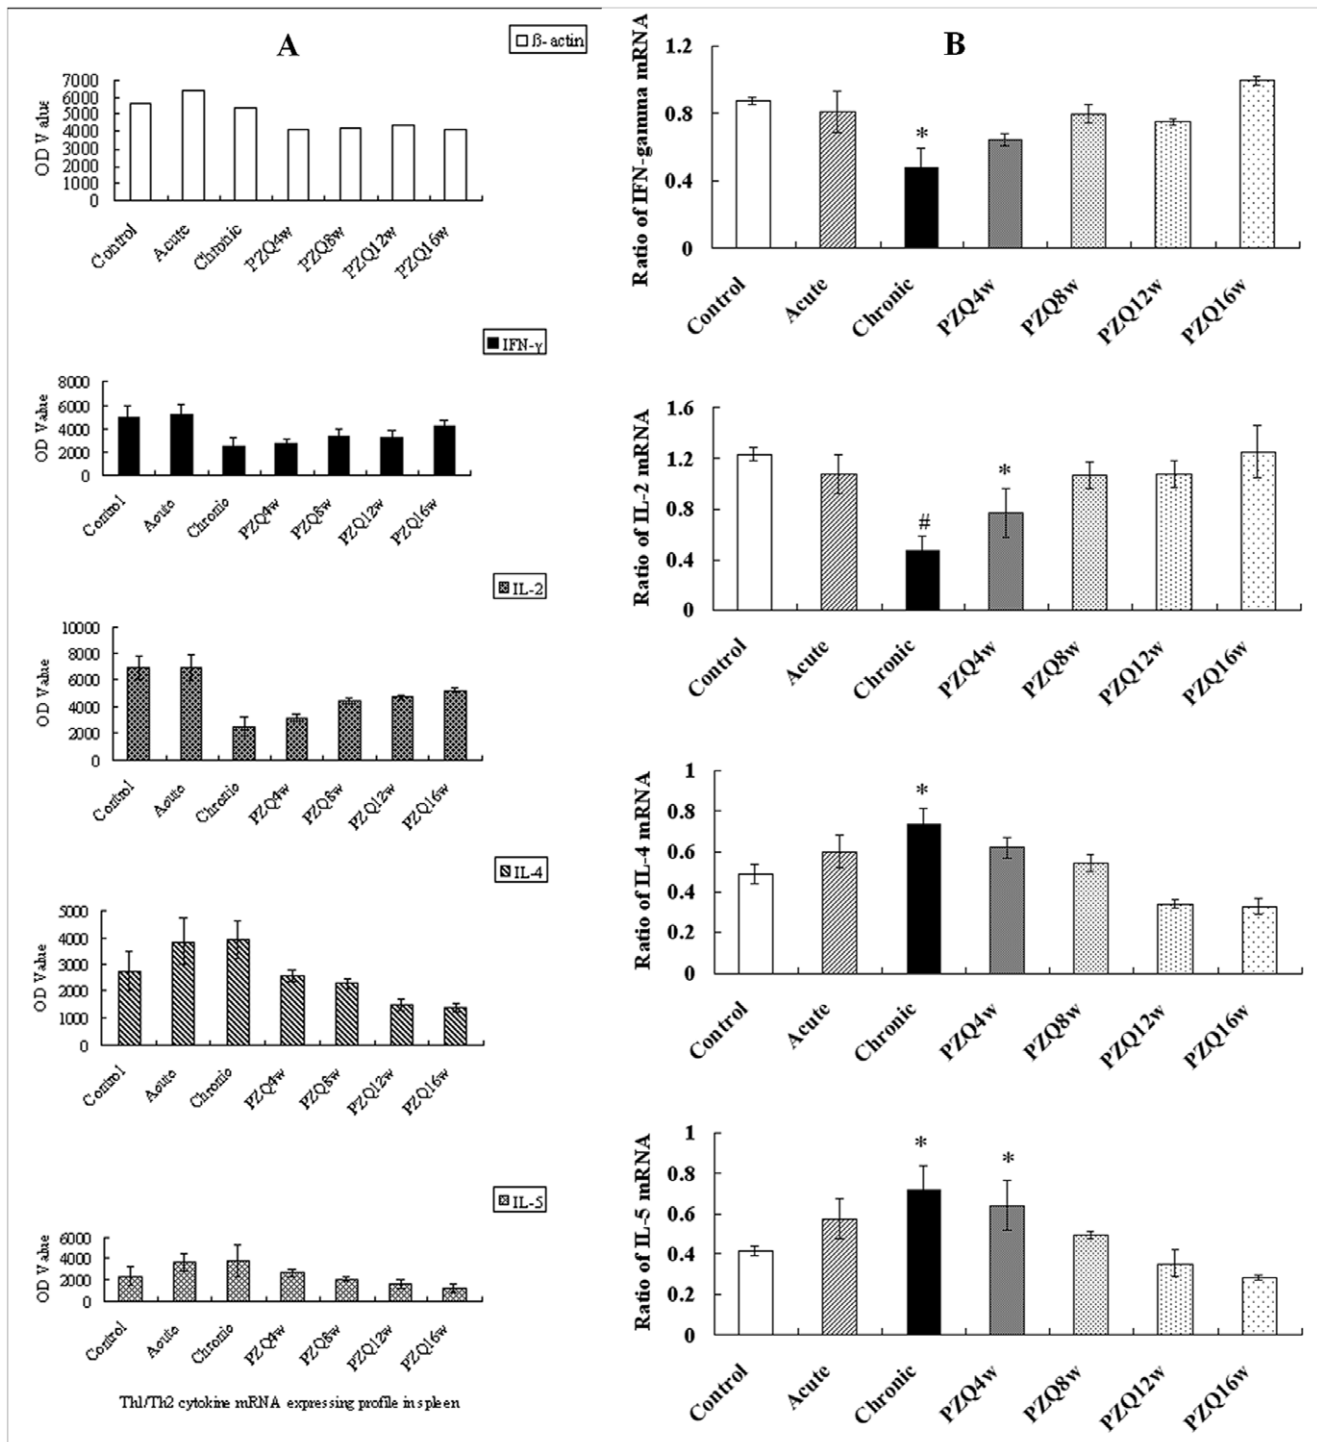 A
ß-actin
7000
6000
5000
4000
3000
2000
1000
0
OD Value
Control
Acute
Chronic
PZQ4w
PZQ8w
PZQ12w
PZQ16w
IFN-γ
8000
6000
4000
2000
0
OD Value
Control
Acute
Chronic
PZQ4w
PZQ8w
PZQ12w
PZQ16w
IL-2
10000
8000
6000
4000
2000
0
OD Value
Control
Acute
Chronic
PZQ4w
PZQ8w
PZQ12w
PZQ16w
IL-4
5000
4000
3000
2000
1000
0
OD Value
Control
Acute
Chronic
PZQ4w
PZQ8w
PZQ12w
PZQ16w
IL-5
6000
4000
2000
0
OD Value
Control
Acute
Chronic
PZQ4w
PZQ8w
PZQ12w
PZQ16w
Th1/Th2 cytokine mRNA expressing profile in spleen
B
Ratio of IFN-gamma mRNA
1.2
0.8
0.4
0
*
Control
Acute
Chronic
PZQ4w
PZQ8w
PZQ12w
PZQ16w
Ratio of IL-2 mRNA
1.6
1.2
0.8
0.4
0
#
*
Control
Acute
Chronic
PZQ4w
PZQ8w
PZQ12w
PZQ16w
Ratio of IL-4 mRNA
1
0.8
0.6
0.4
0.2
0
*
Control
Acute
Chronic
PZQ4w
PZQ8w
PZQ12w
PZQ16w
Ratio of IL-5 mRNA
1
0.8
0.6
0.4
0.2
0
*
*
Control
Acute
Chronic
PZQ4w
PZQ8w
PZQ12w
PZQ16w